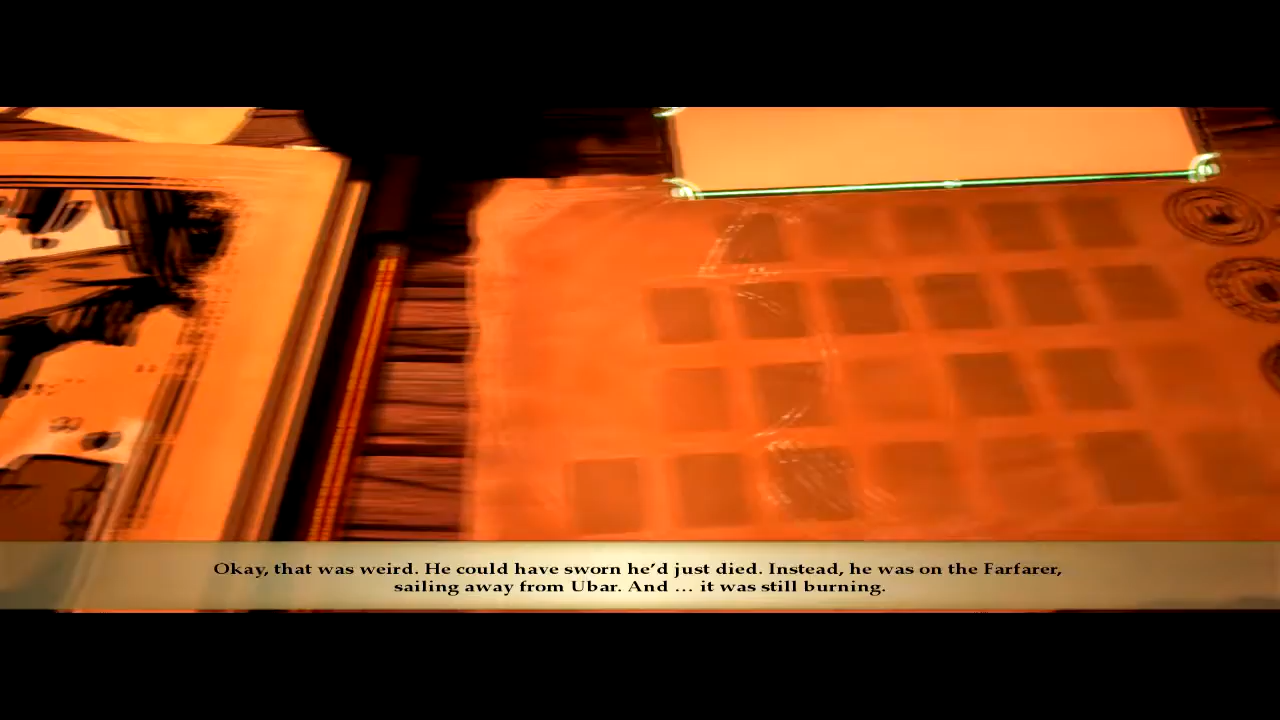 Okay, that was weird. He could have sworn he'd just died. Instead, he was on the Farfarer,
sailing away from Ubar. And … it was still burning.